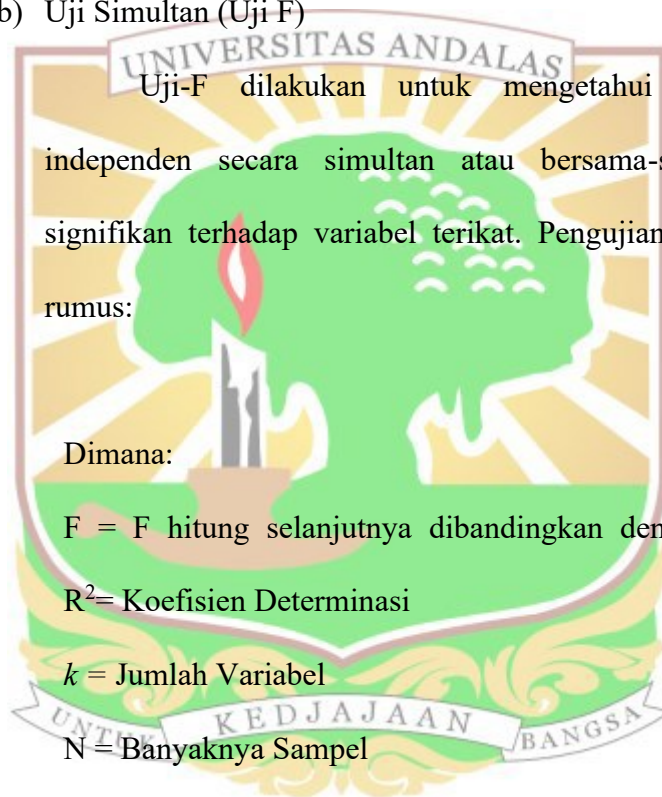 b) Uji Simultan (Uji F)
UNIVERSITAS ANDALAS
Uji-F dilakukan untuk mengetahui
independen secara simultan atau bersama-s
signifikan terhadap variabel terikat. Pengujian
rumus:
Dimana:
F = F hitung selanjutnya dibandingkan den
R²= Koefisien Determinasi
k = Jumlah Variabel
UNTUK KEDJAJAAN BANGSA
N = Banyaknya Sampel